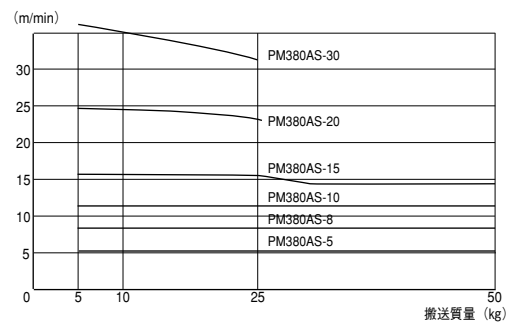 (m/min)
PM380AS-30
30
25
PM380AS-20
20
PM380AS-15
15
PM380AS-10
10
PM380AS-8
PM380AS-5
5
0 5 10 25 50
搬送質量 (kg)